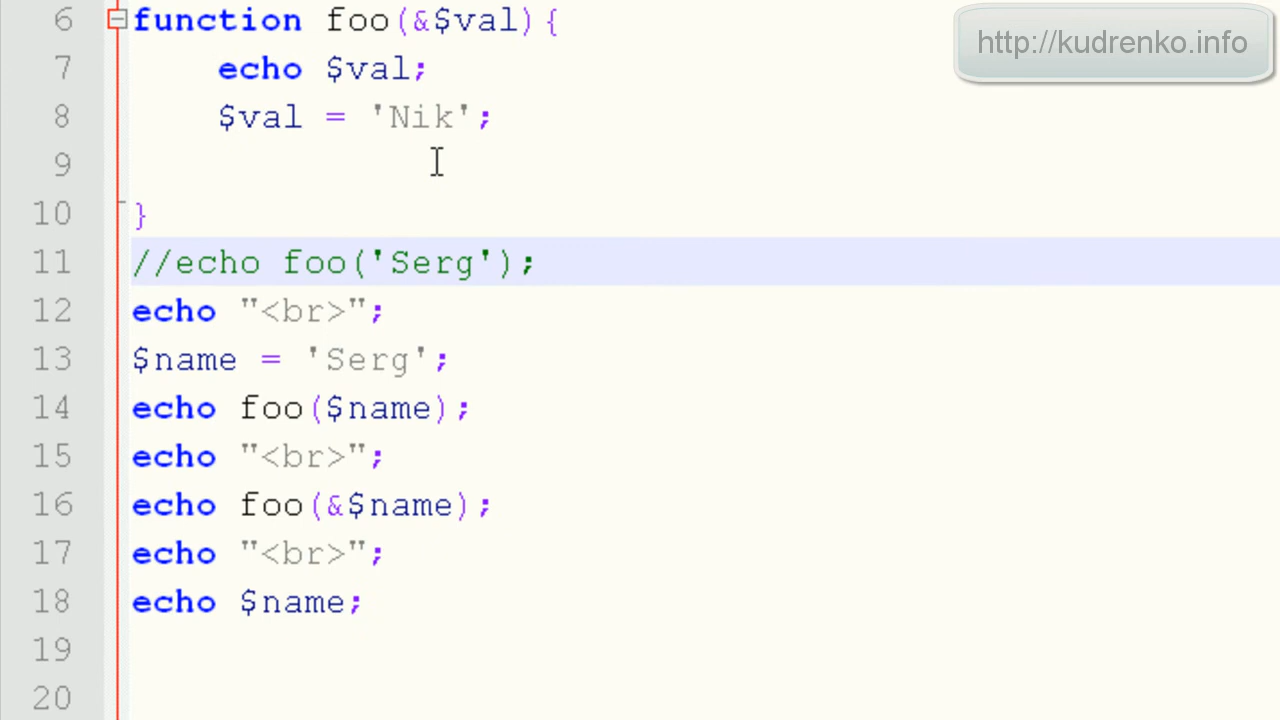 6 function foo(&$val){
http://kudrenko.info
7 echo $val;
8 $val = 'Nik';
9
10 }
11 //echo foo('Serg');
12 echo "<br>";
13 $name = 'Serg';
14 echo foo($name);
15 echo "<br>";
16 echo foo(&$name);
17 echo "<br>";
18 echo $name;
19
20